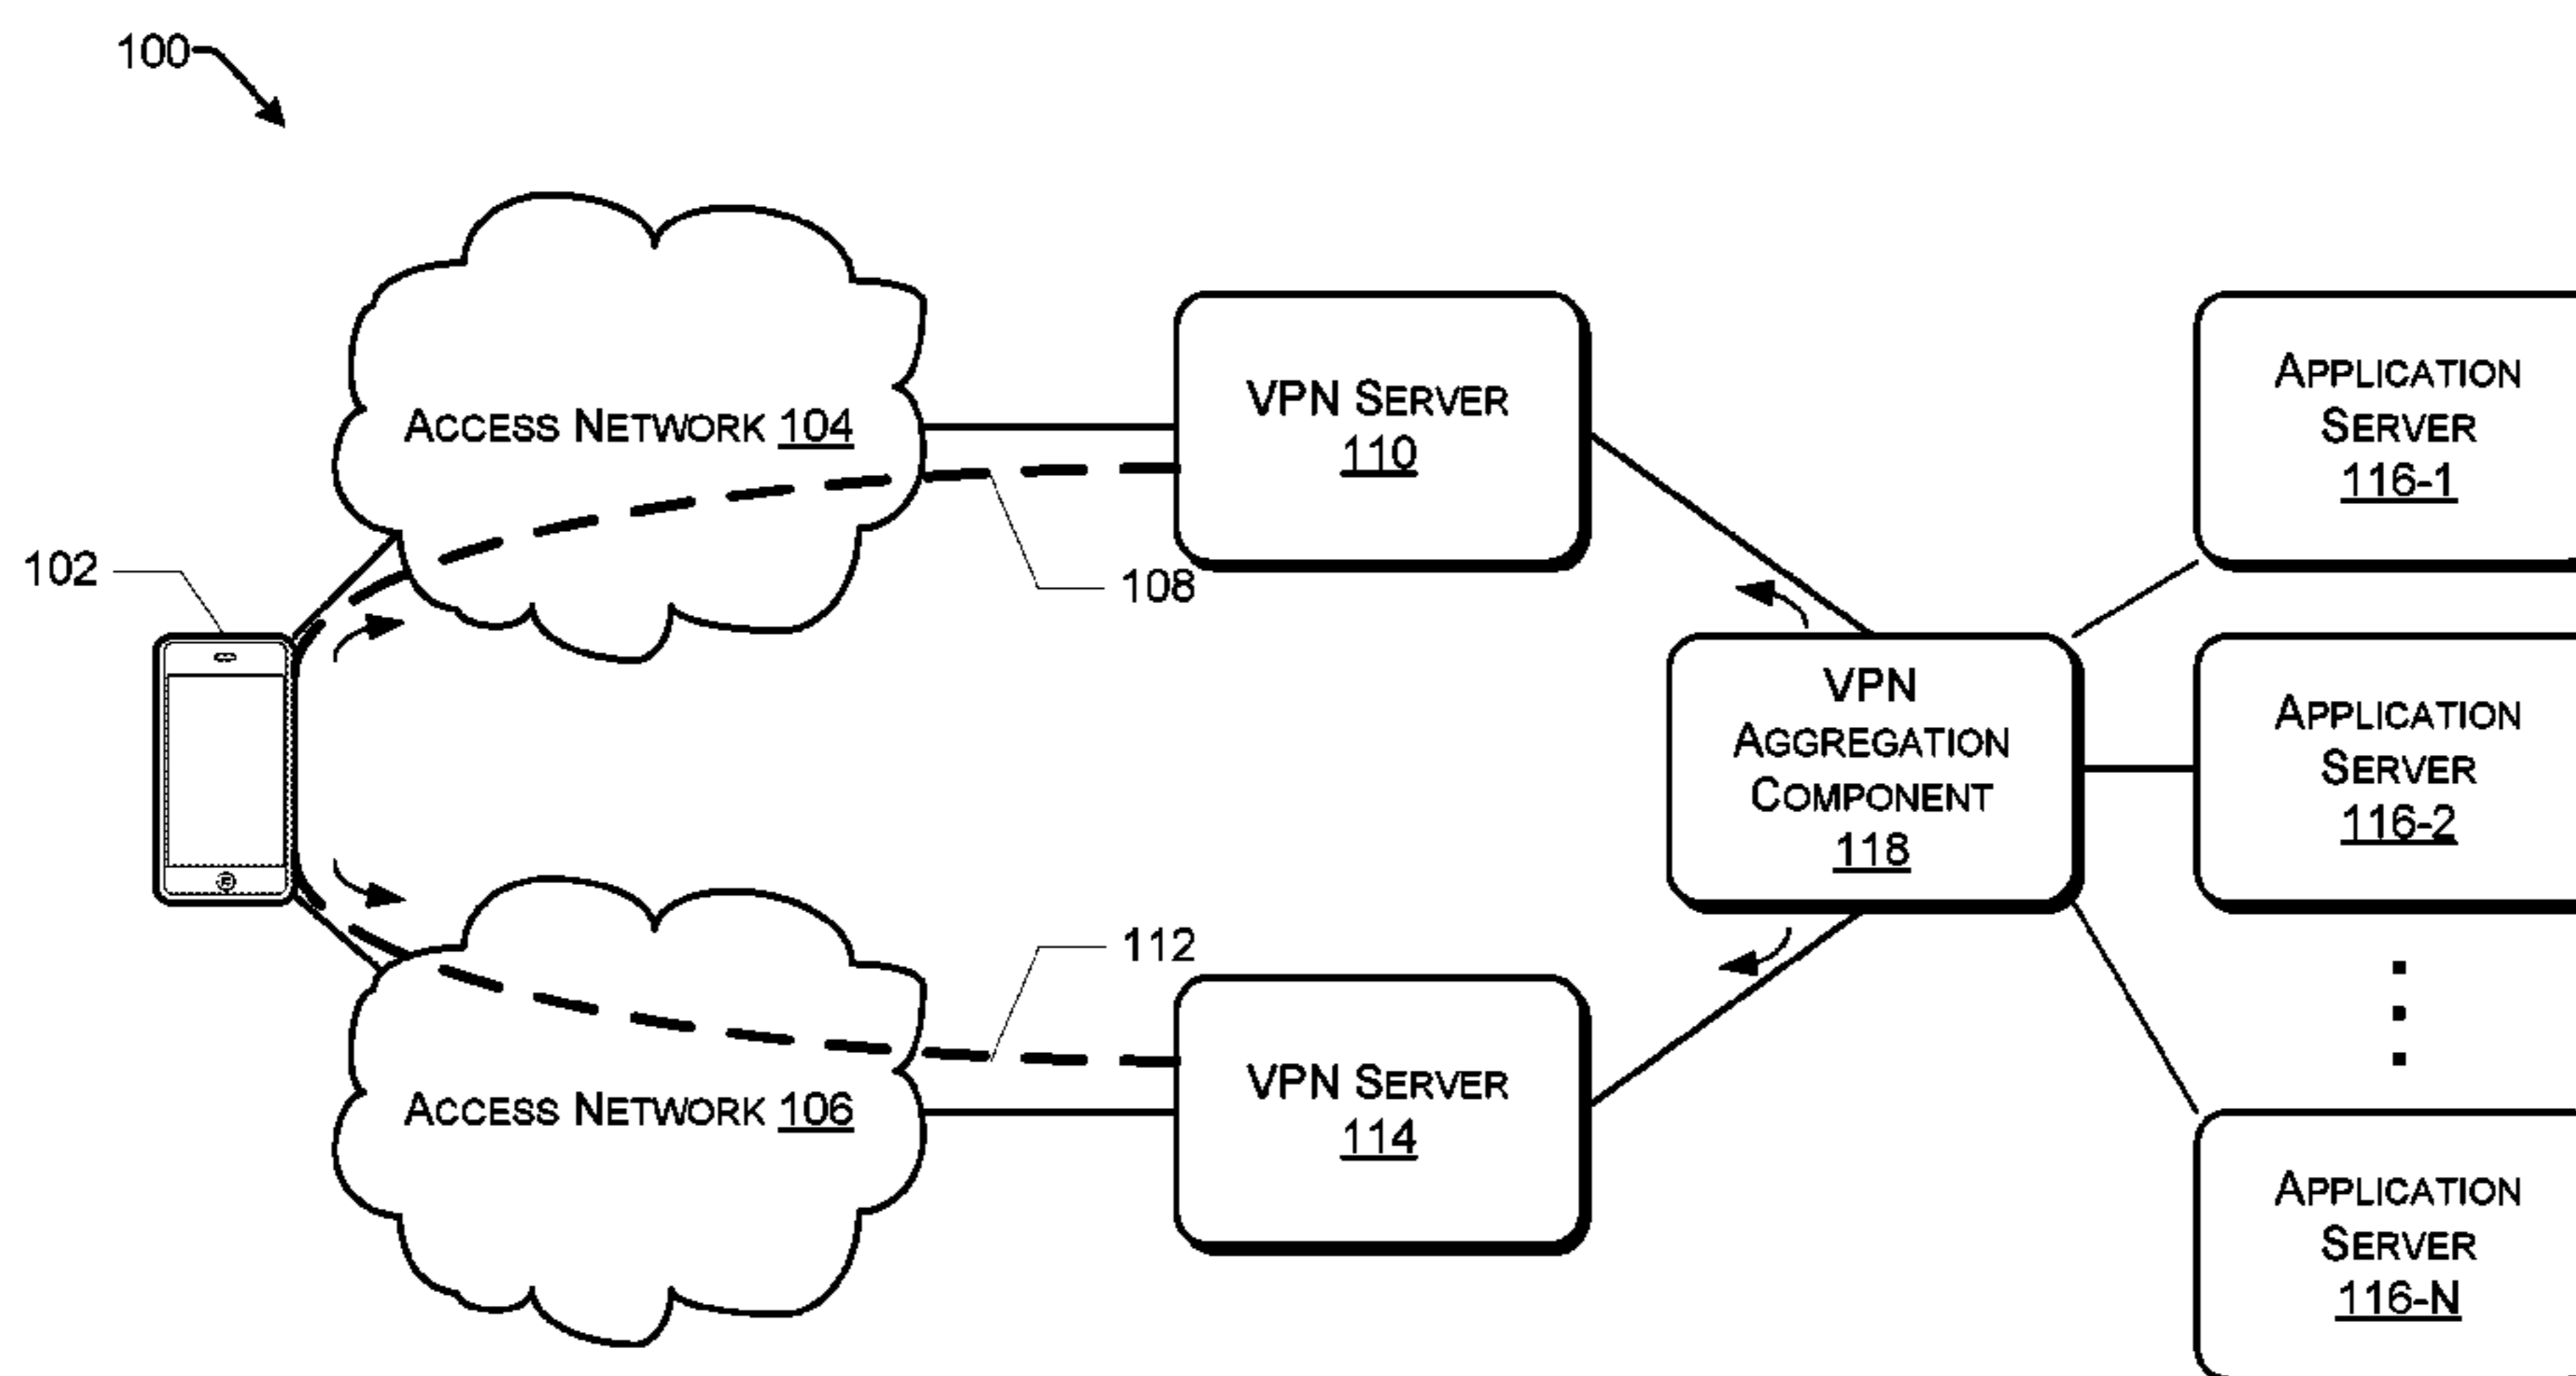 100
ACCESS NETWORK 104
VPN SERVER
110
APPLICATION
SERVER
116-1
102
108
VPN
AGGREGATION
COMPONENT
118
APPLICATION
SERVER
116-2
112
ACCESS NETWORK 106
VPN SERVER
114
APPLICATION
SERVER
116-N